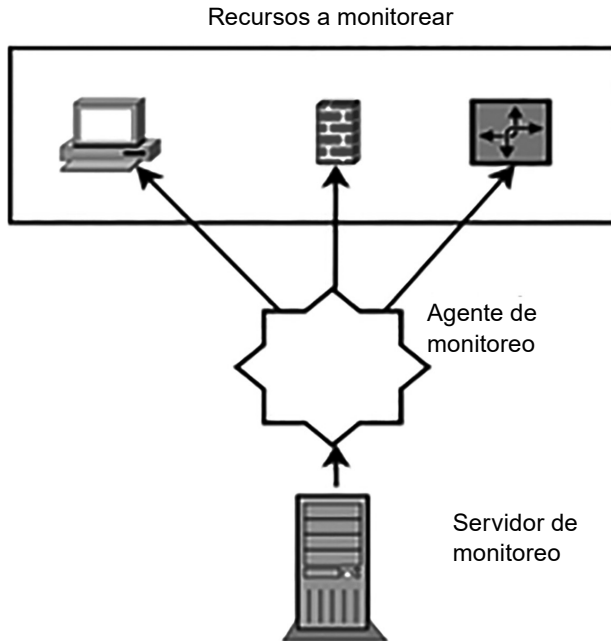 Recursos a monitorear
Agente de
monitoreo
Servidor de
monitoreo